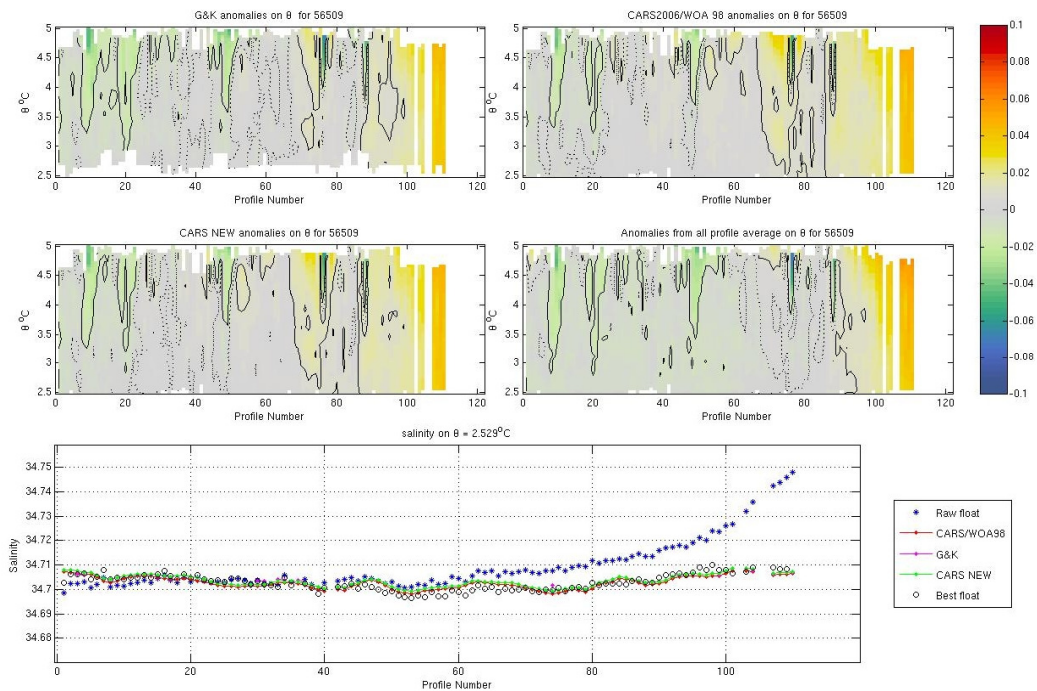 G&K anomalies on θ for 56509
CARS2006/WOA 98 anomalies on θ for 56509
5
4.5
4
3.5
3
2.5
θ °C
0 20 40 60 80 100 120
Profile Number
5
4.5
4
3.5
3
2.5
θ °C
0 20 40 60 80 100 120
Profile Number
0.1
0.08
0.06
0.04
0.02
0
−0.02
−0.04
−0.06
−0.08
−0.1
CARS NEW anomalies on θ for 56509
Anomalies from all profile average on θ for 56509
5
4.5
4
3.5
3
2.5
θ °C
0 20 40 60 80 100 120
Profile Number
5
4.5
4
3.5
3
2.5
θ °C
0 20 40 60 80 100 120
Profile Number
salinity on θ = 2.529°C
34.75
34.74
34.73
34.72
34.71
34.7
34.69
34.68
Salinity
0 20 40 60 80 100
Profile Number
Raw float
CARS/WOA98
G&K
CARS NEW
Best float